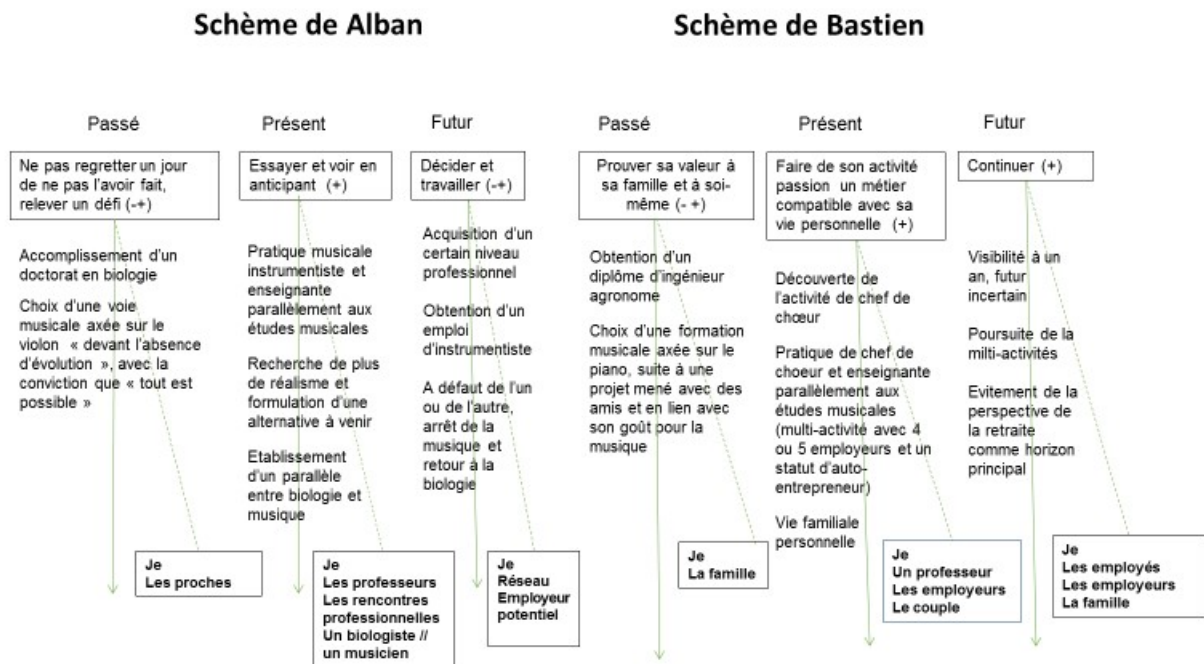 Schème de Alban
Passé
Ne pas regretter un jour
de ne pas l'avoir fait,
relever un défi (-+)
Accomplissement d'un
doctorat en biologie
Choix d'une voie
musicale axée sur le
violon « devant l'absence
d'évolution », avec la
conviction que « tout est
possible »
Je
Les proches
Présent
Essayer et voir en
anticipant (+)
Pratique musicale
instrumentiste et
enseignante
parallèlement aux
études musicales
Recherche de plus
de réalisme et
formulation d'une
alternative à venir
Etablissement
d'un parallèle
entre biologie et
musique
Je
Les professeurs
Les rencontres
professionnelles
Un biologiste //
un musicien
Futur
Décider et
travailler (-+)
Acquisition d'un
certain niveau
professionnel
Obtention d'un
emploi
d'instrumentiste
A défaut de l'un
ou de l'autre,
arrêt de la
musique et
retour à la
biologie
Je
Réseau
Employeur
potentiel
Schème de Bastien
Passé
Prouver sa valeur à
sa famille et à soi-
même (- +)
Obtention d'un
diplôme d'ingénieur
agronome
Choix d'une formation
musicale axée sur le
piano, suite à une
projet mené avec des
amis et en lien avec
son goût pour la
musique
Je
La famille
Présent
Faire de son activité
passion un métier
compatible avec sa
vie personnelle (+)
Découverte de
l'activité de chef de
chœur
Pratique de chef de
choeur et enseignante
parallèlement aux
études musicales
(multi-activité avec 4
ou 5 employeurs et un
statut d'auto-
entrepreneur)
Vie familiale
personnelle
Je
Un professeur
Les employeurs
Le couple
Futur
Continuer (+)
Visibilité à un
an, futur
incertain
Poursuite de la
milti-activités
Evitement de la
perspective de
la retraite
comme horizon
principal
Je
Les employés
Les employeurs
La famille